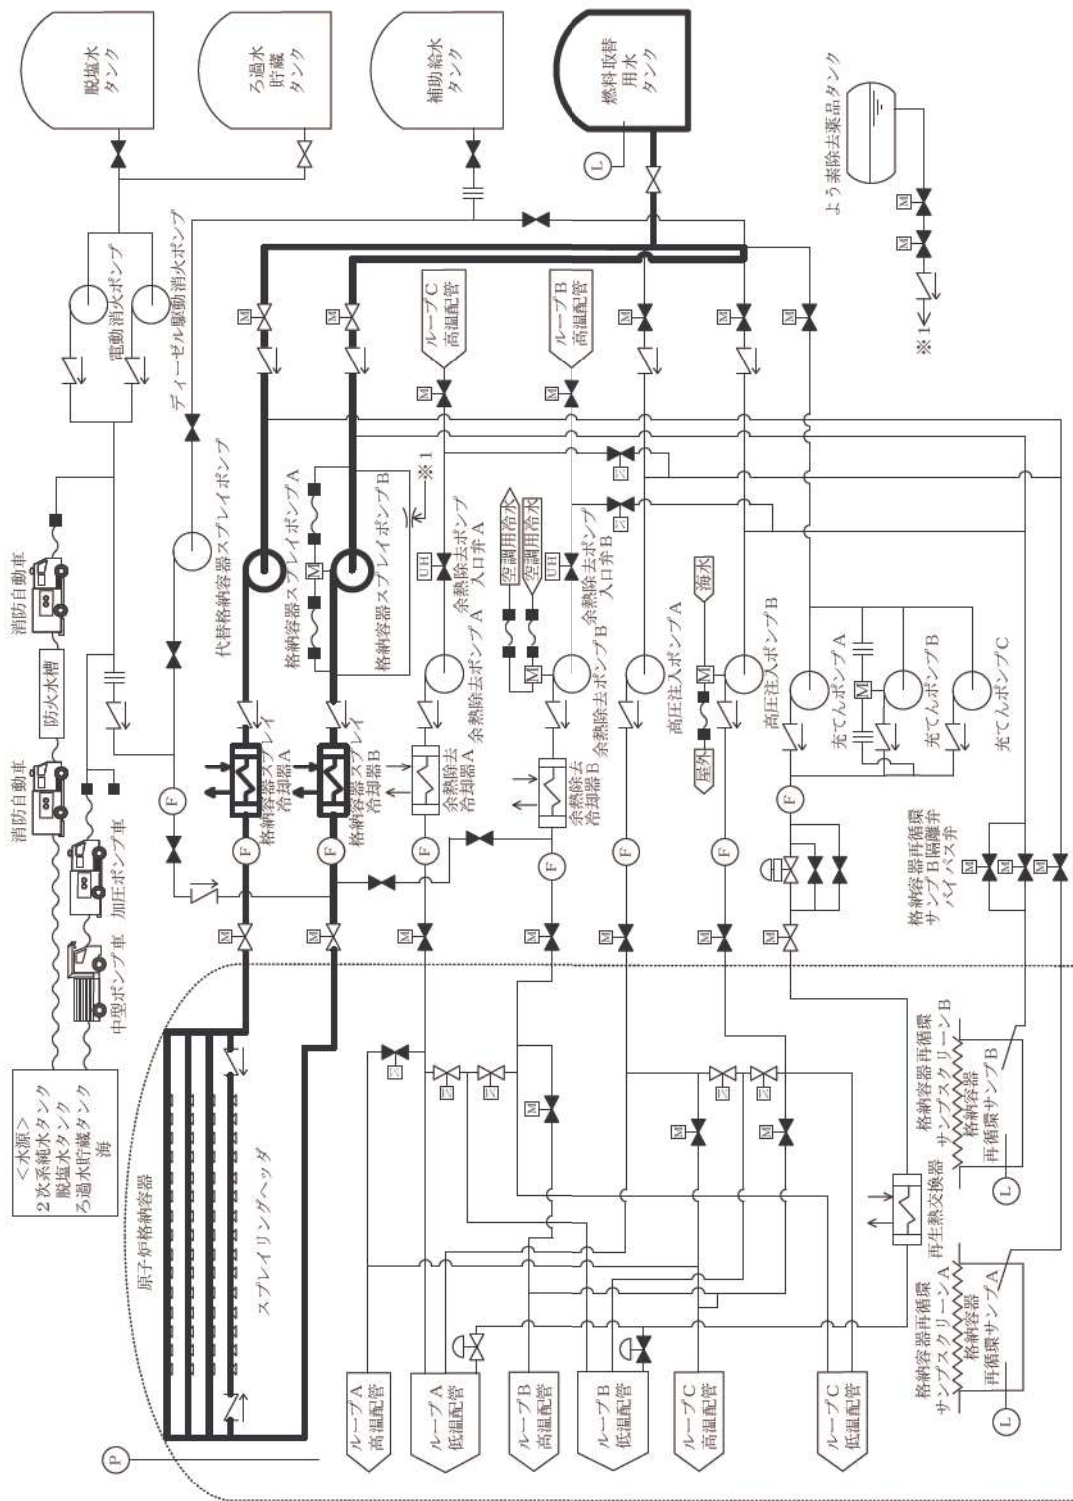 脱塩水
タンク
ろ過水
貯蔵
タンク
補助給水
タンク
燃料取替
用水
タンク
L
よう素除去薬品タンク
M
M
※1
電動消火ポンプ
ディーゼル駆動消火ポンプ
M
M
ループC
高温配管
ループB
高温配管
M
M
M
M
M
消防自動車
防火水槽
消防自動車
加圧ポンプ車
中型ポンプ車
<水源>
2次系純水タンク
脱塩水タンク
ろ過水貯蔵タンク
海
代替格納容器スプレイポンプ
格納容器スプレイポンプA
M
格納容器スプレイポンプB
※1
UH
余熱除去ポンプ
入口弁A
空調用冷水
空調用冷水
UH
余熱除去ポンプ
入口弁B
余熱除去ポンプA
M
余熱除去ポンプB
高圧注入ポンプA
海水
M
屋外
高圧注入ポンプB
充てんポンプA
M
充てんポンプB
充てんポンプC
格納容器スプレイ
冷却器A
格納容器スプレイ
冷却器B
余熱除去
冷却器A
余熱除去
冷却器B
F
F
F
F
F
F
F
F
格納容器再循環
サンプB隔離弁
バイパス弁
M
M
M
M
M
M
M
M
M
原子炉格納容器
スプレイリングヘッダ
P
M
M
M
ループA
高温配管
ループA
低温配管
ループB
高温配管
ループB
低温配管
ループC
高温配管
ループC
低温配管
再生熱交換器
格納容器再循環
サンプスクリーンB
格納容器
再循環サンプB
L
格納容器再循環
サンプスクリーンA
格納容器
再循環サンプA
L